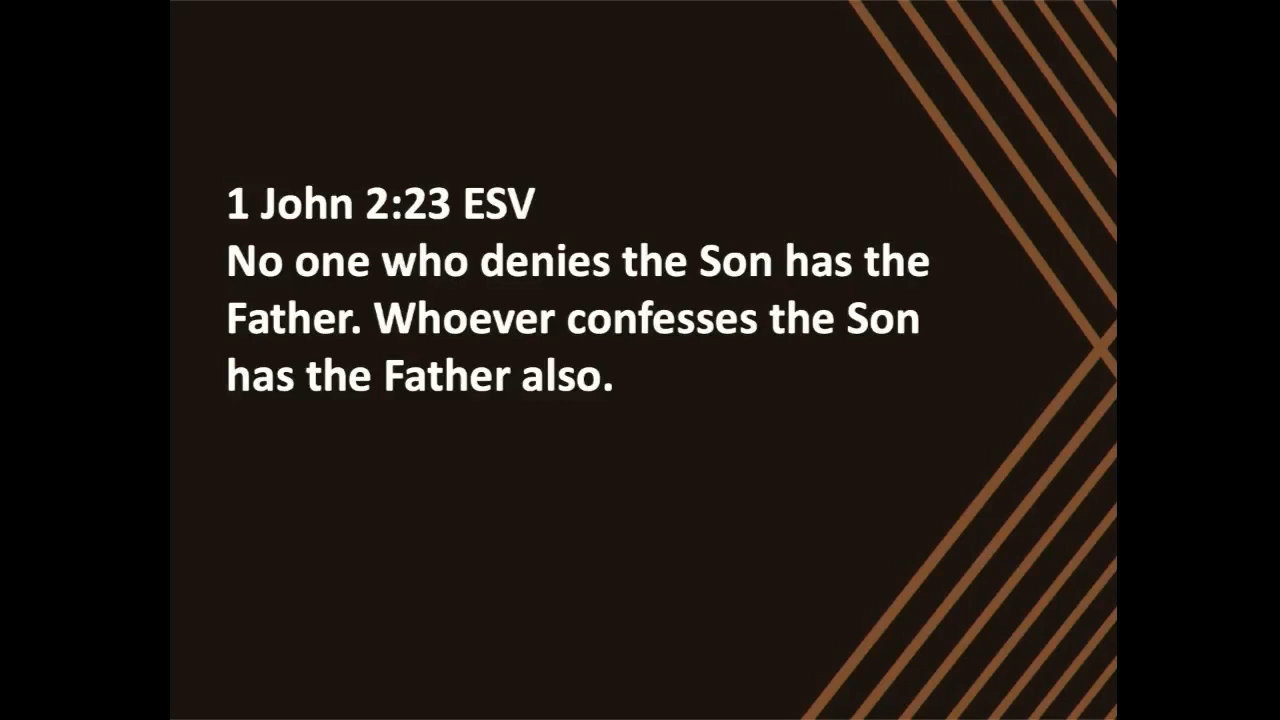 1 John 2:23 ESV
No one who denies the Son has the
Father. Whoever confesses the Son
has the Father also.